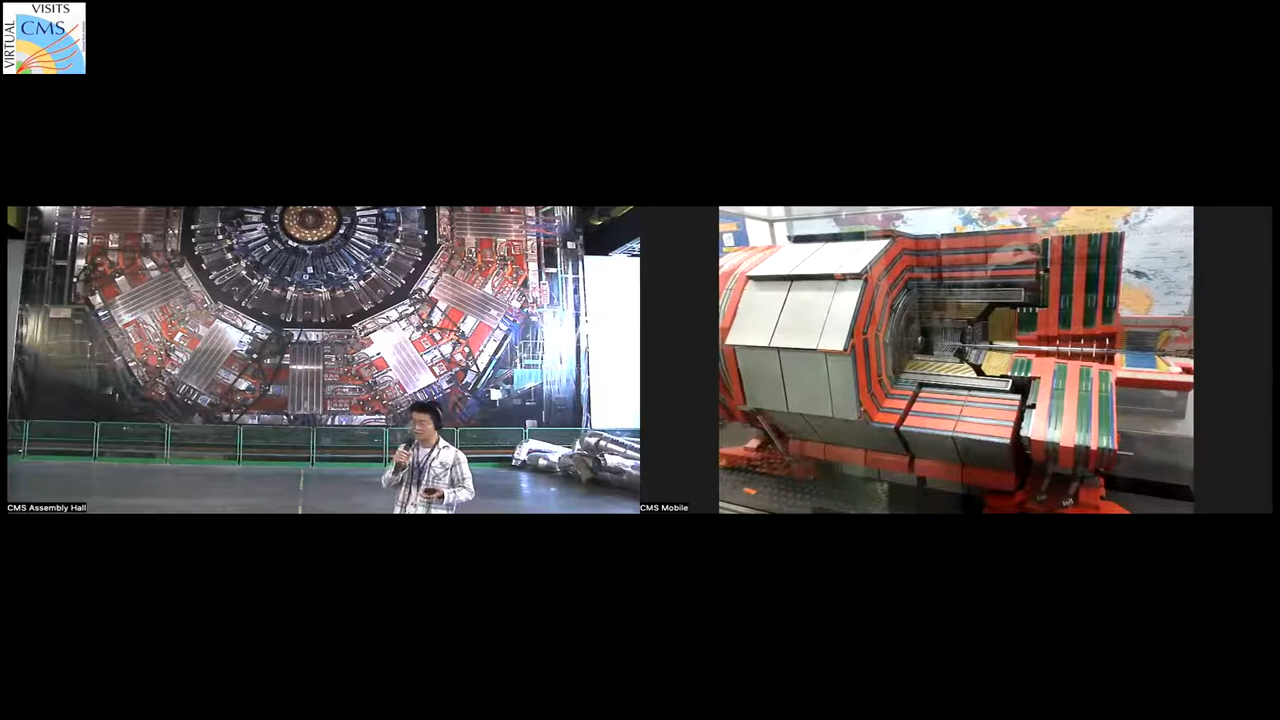 VISITS
CMS
VIRTUAL
CMS Assembly Hall
CMS Mobile